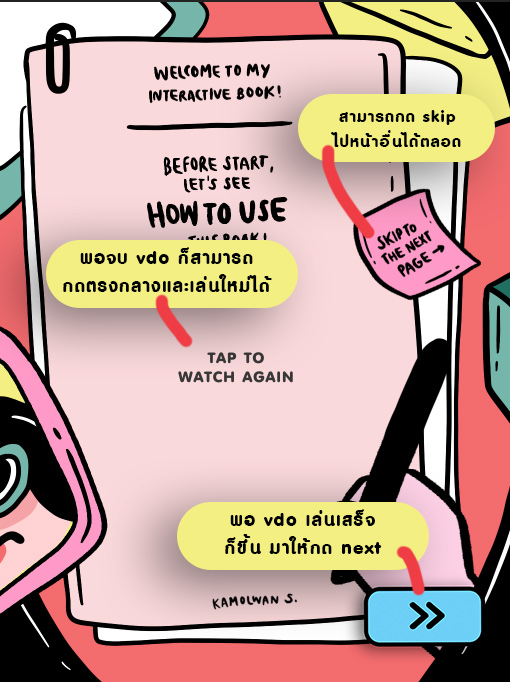 WELCOME TO MY
INTERACTIVE BOOK!
สามารถกด skip
ไปหน้าอื่นได้ตลอด
BEFORE START,
LET'S SEE
HOW TO USE
THIS BOOK!
SKIP TO
THE NEXT
PAGE →
พอจบ vdo ก็สามารถ
กดตรงกลางและเล่นใหม่ได้
TAP TO
WATCH AGAIN
พอ vdo เล่นเสร็จ
ก็ขึ้น มาให้กด next
KAMOLWAN S.